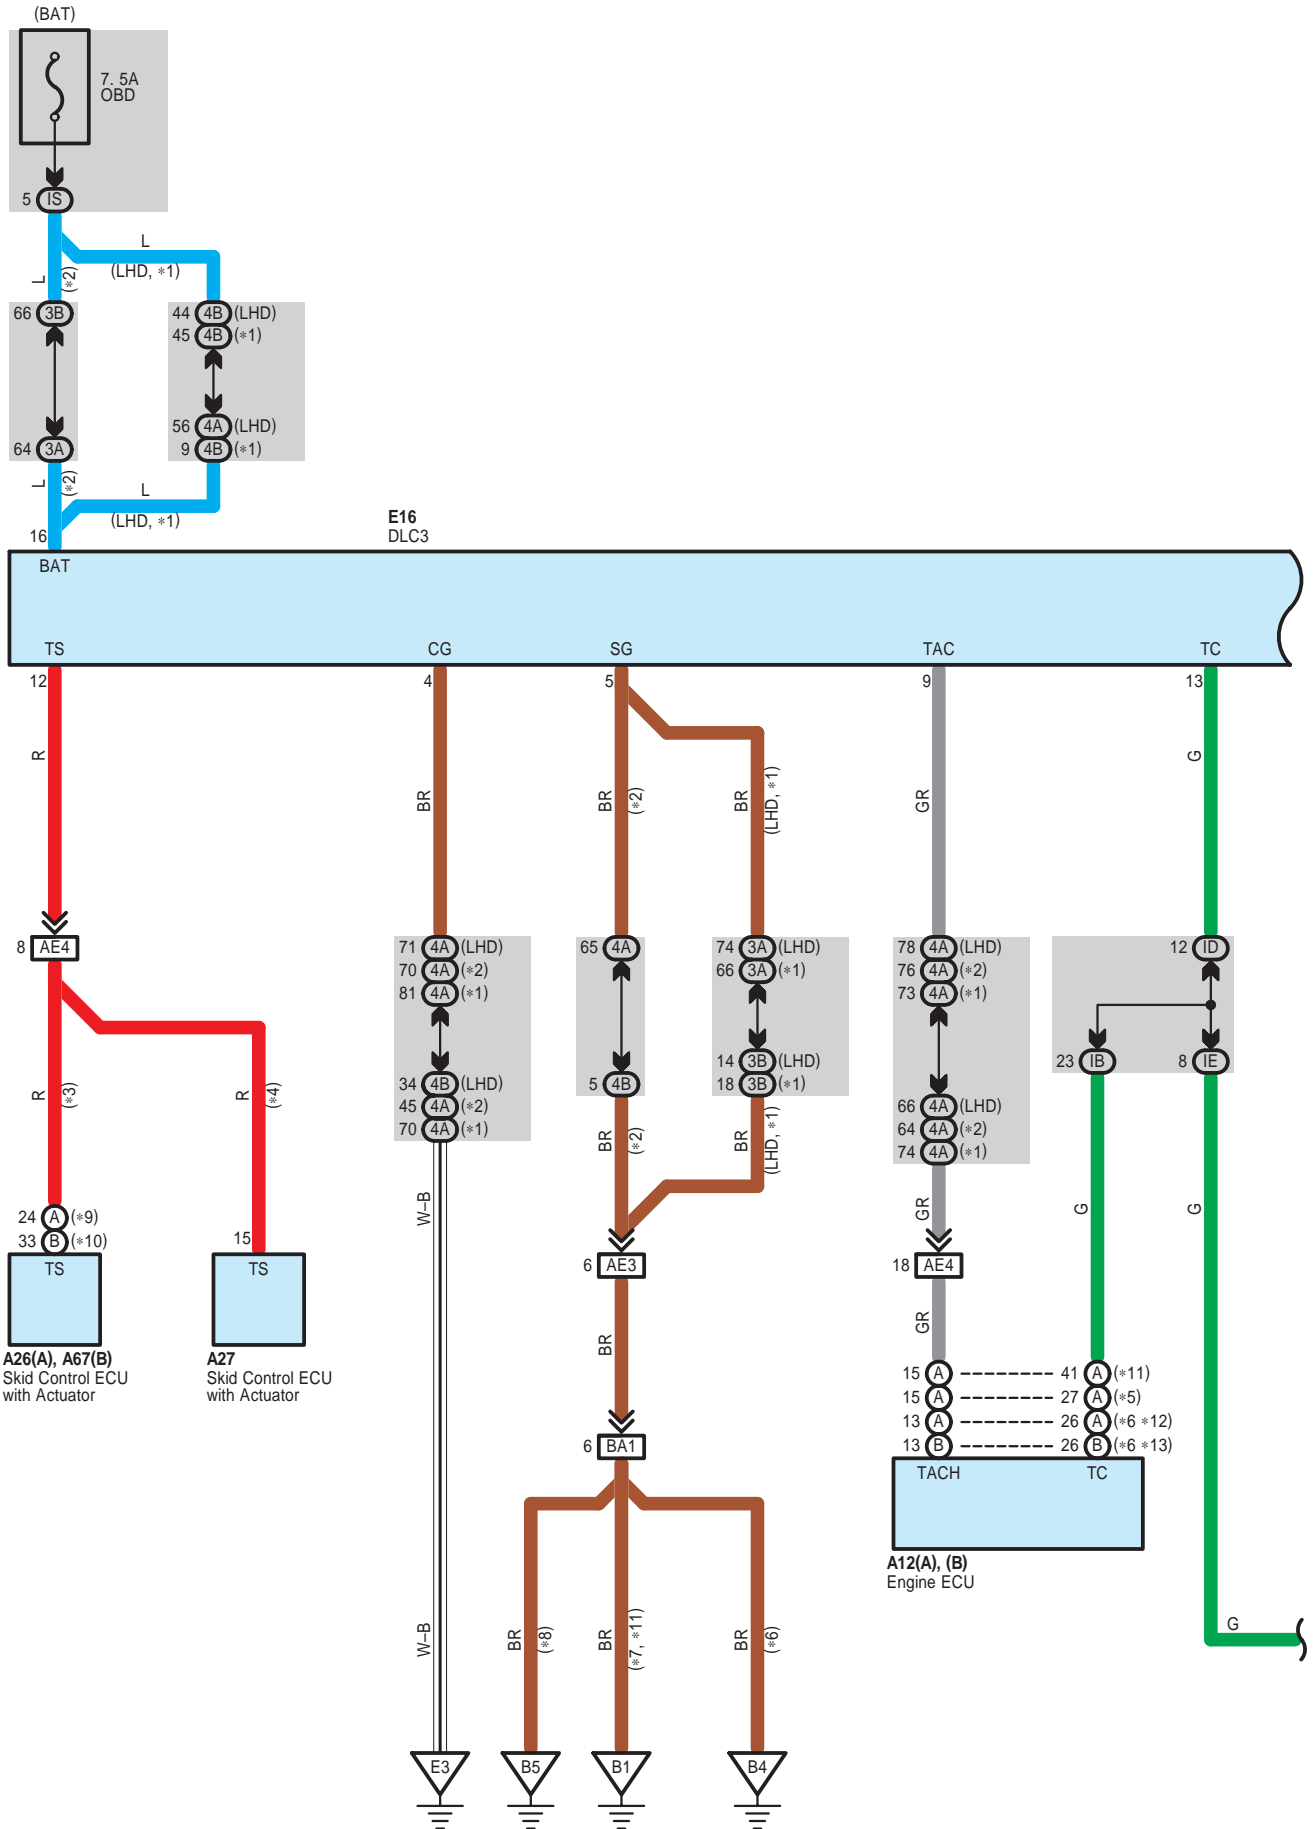 (BAT)
7. 5A
OBD
5 IS
L
(LHD, *1)
L
(*2)
66 3B
44 4B (LHD)
45 4B (*1)
56 4A (LHD)
64 3A
9 4B (*1)
L
(*2)
L
(LHD, *1)
16
E16
DLC3
BAT
TS CG SG TAC TC
12 4 5 9 13
R
BR
BR
(*2)
BR
(LHD, *1)
GR
G
8 AE4
71 4A (LHD)
70 4A (*2)
81 4A (*1)
65 4A
74 3A (LHD)
66 3A (*1)
78 4A (LHD)
76 4A (*2)
73 4A (*1)
12 ID
34 4B (LHD)
45 4A (*2)
70 4A (*1)
5 4B
14 3B (LHD)
18 3B (*1)
66 4A (LHD)
64 4A (*2)
74 4A (*1)
23 IB
8 IE
R
(*3)
R
(*4)
W–B
BR
(*2)
BR
(LHD, *1)
GR
G
G
24 A (*9)
33 B (*10)
15
TS
TS
A26(A), A67(B)
Skid Control ECU
with Actuator
A27
Skid Control ECU
with Actuator
6 AE3
18 AE4
BR
GR
15 A 41 A (*11)
15 A 27 A (*5)
13 A 26 A (*6 *12)
13 B 26 B (*6 *13)
6 BA1
TACH TC
A12(A), (B)
Engine ECU
W–B
BR
(*8)
BR
(*7, *11)
BR
(*6)
G
E3 B5 B1 B4